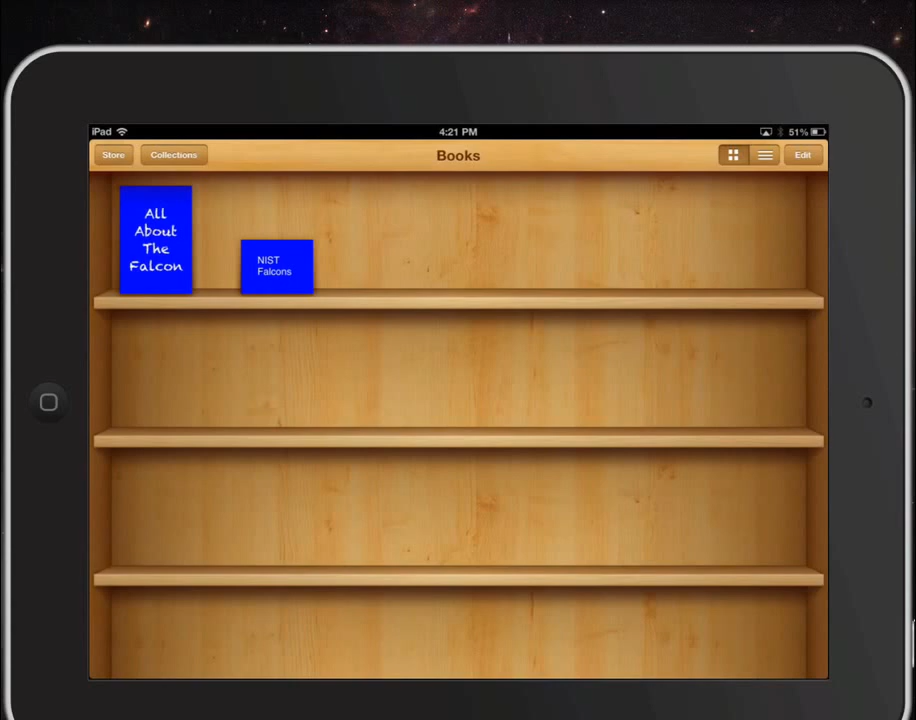 iPad 4:21 PM 51%
Store Collections Books Edit
All
About
The
Falcon
NIST
Falcons